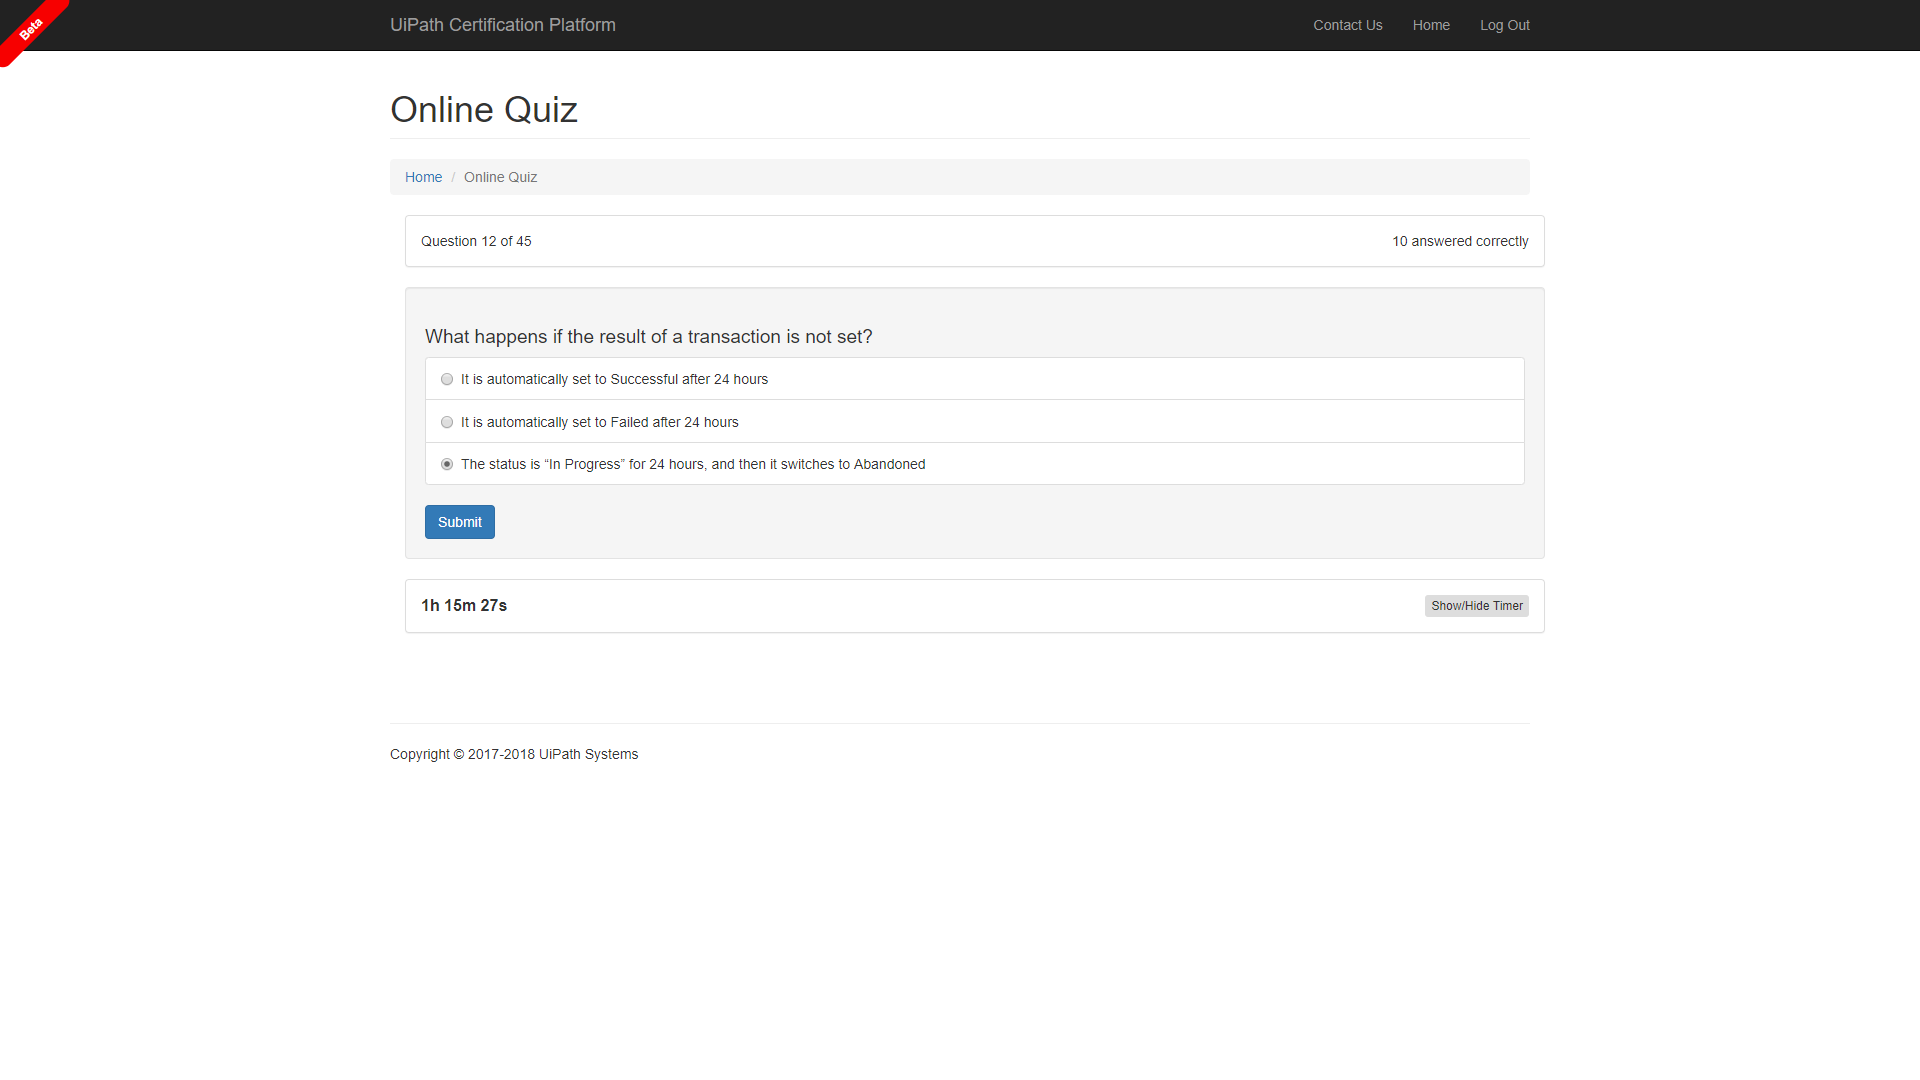 Beta
UiPath Certification Platform
Contact Us
Home
Log Out
Online Quiz
Home / Online Quiz
Question 12 of 45
10 answered correctly
What happens if the result of a transaction is not set?
It is automatically set to Successful after 24 hours
It is automatically set to Failed after 24 hours
The status is “In Progress” for 24 hours, and then it switches to Abandoned
Submit
1h 15m 27s
Show/Hide Timer
Copyright © 2017-2018 UiPath Systems